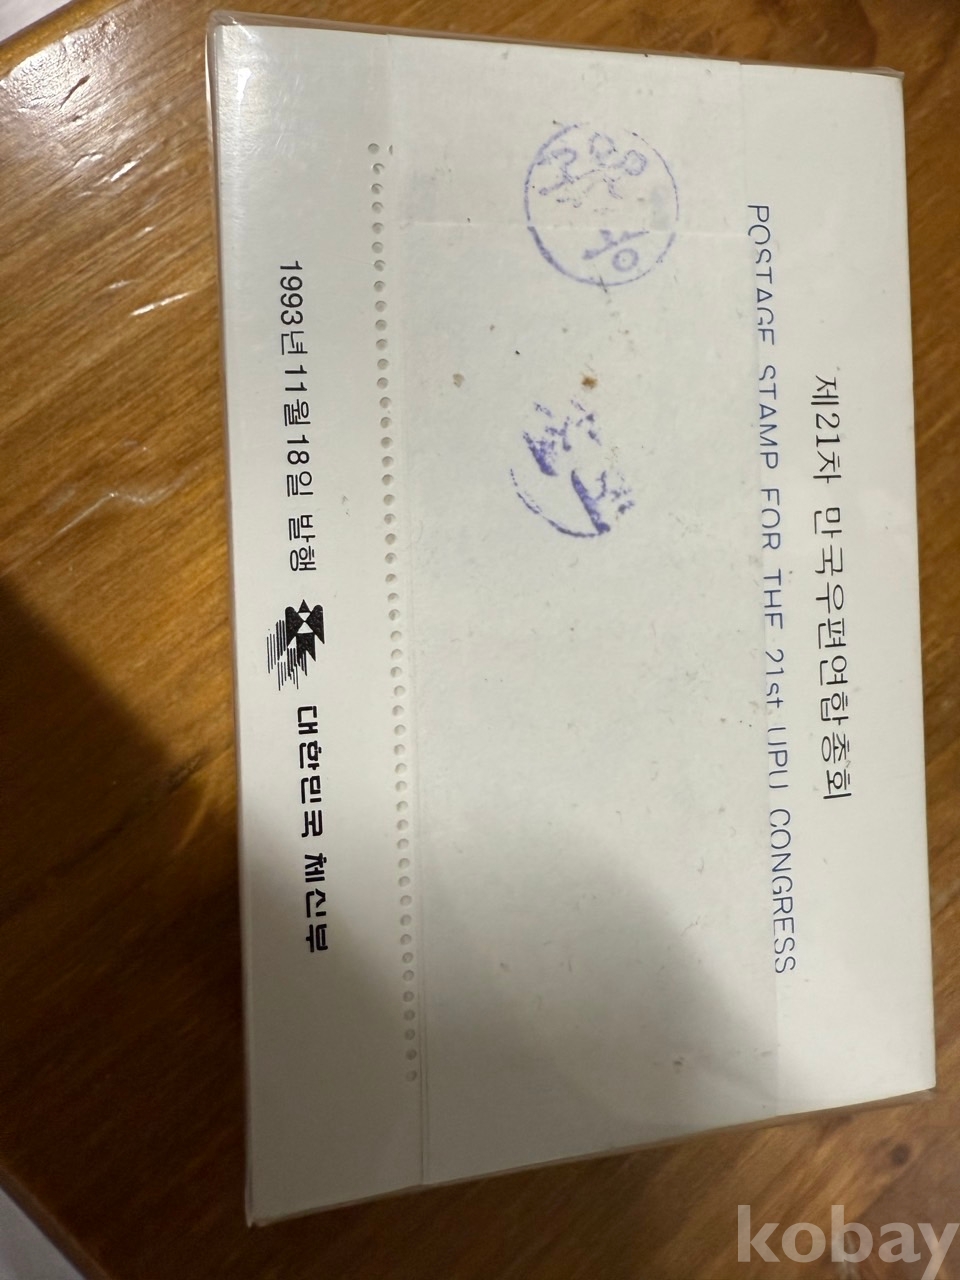 제21차 만국우편연합총회
POSTAGE STAMP FOR THE 21st UPU CONGRESS
1993년 11월 18일 발행 대한민국 체신부
kobay